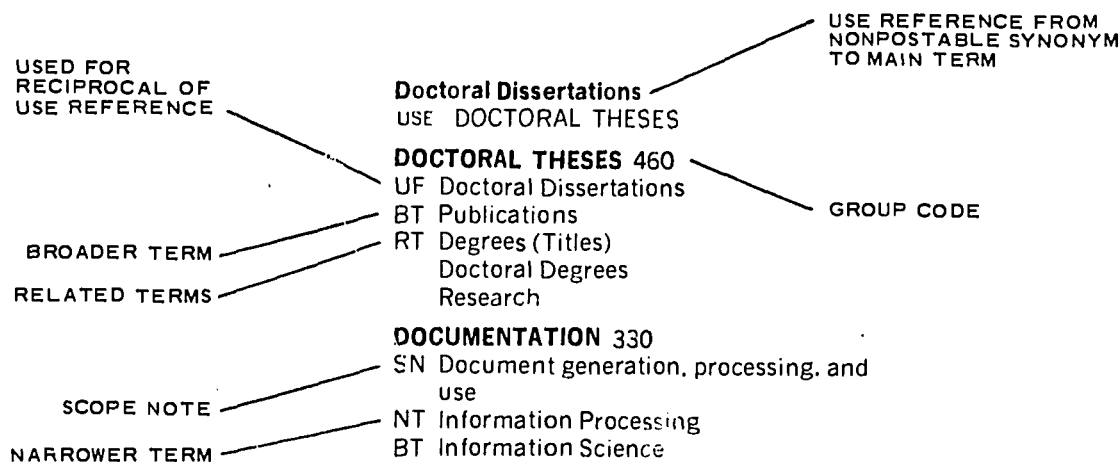 USE REFERENCE FROM
NONPOSTABLE SYNONYM
TO MAIN TERM
USED FOR
RECIPROCAL OF
USE REFERENCE
Doctoral Dissertations
USE DOCTORAL THESES
DOCTORAL THESES 460
UF Doctoral Dissertations
GROUP CODE
BT Publications
BROADER TERM
RT Degrees (Titles)
Doctoral Degrees
RELATED TERMS
Research
DOCUMENTATION 330
SN Document generation, processing, and
use
SCOPE NOTE
NT Information Processing
NARROWER TERM
BT Information Science